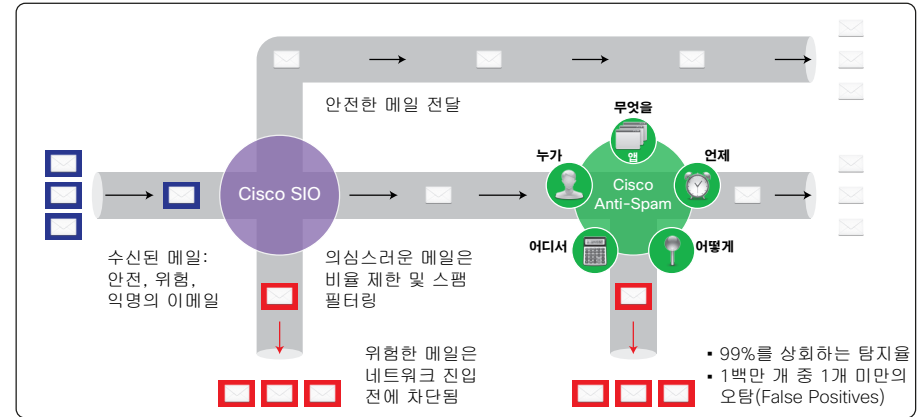 안전한 메일 전달
무엇을
앱
누가
언제
Cisco SIO
Cisco
Anti-Spam
어디서
어떻게
수신된 메일:
안전, 위험,
익명의 이메일
의심스러운 메일은
비율 제한 및 스팸
필터링
위험한 메일은
네트워크 진입
전에 차단됨
▪ 99%를 상회하는 탐지율
▪ 1백만 개 중 1개 미만의
오탐(False Positives)